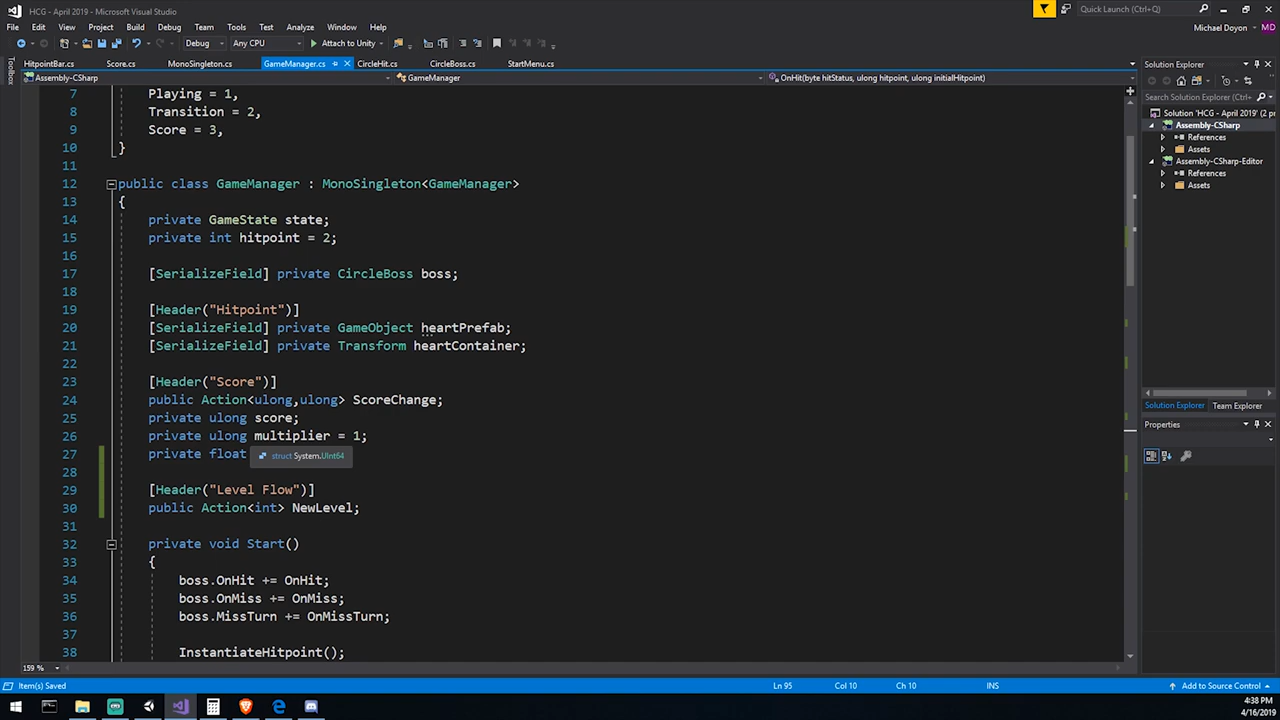 HCG - April 2019 - Microsoft Visual Studio
Quick Launch (Ctrl+Q)
File Edit View Project Build Debug Team Tools Test Analyze Window Help
Michael Doyon MD
Debug Any CPU Attach to Unity
HitpointBar.cs Score.cs MonoSingleton.cs GameManager.cs CircleHit.cs CircleBoss.cs StartMenu.cs
Toolbox
Assembly-CSharp GameManager OnHit(byte hitStatus, ulong hitpoint, ulong initialHitpoint)
7 Playing = 1,
8 Transition = 2,
9 Score = 3,
10 }
11
12 public class GameManager : MonoSingleton<GameManager>
13 {
14 private GameState state;
15 private int hitpoint = 2;
16
17 [SerializeField] private CircleBoss boss;
18
19 [Header("Hitpoint")]
20 [SerializeField] private GameObject heartPrefab;
21 [SerializeField] private Transform heartContainer;
22
23 [Header("Score")]
24 public Action<ulong,ulong> ScoreChange;
25 private ulong score;
26 private ulong multiplier = 1;
27 private float
struct System.UInt64
28
29 [Header("Level Flow")]
30 public Action<int> NewLevel;
31
32 private void Start()
33 {
34 boss.OnHit += OnHit;
35 boss.OnMiss += OnMiss;
36 boss.MissTurn += OnMissTurn;
37
38 InstantiateHitpoint();
159 %
Solution Explorer
Search Solution Explorer (Ctrl+
Solution 'HCG - April 2019' (2 p
Assembly-CSharp
References
Assets
Assembly-CSharp-Editor
References
Assets
Solution Explorer Team Explorer
Properties
Item(s) Saved Ln 95 Col 10 Ch 10 INS Add to Source Control
4:38 PM
4/16/2019